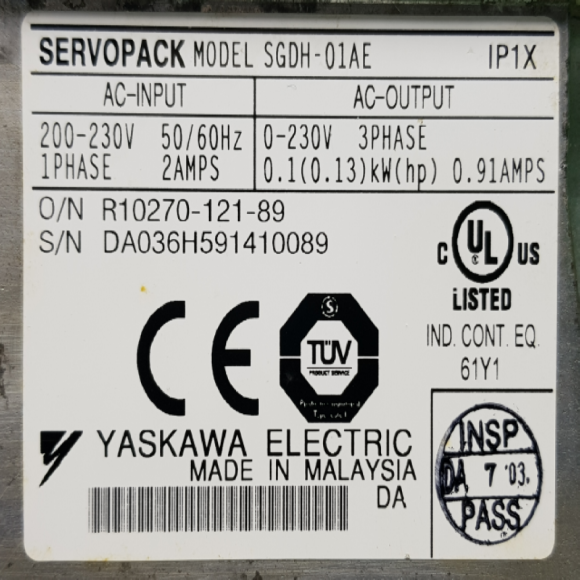 SERVOPACK MODEL SGDH-01AE IP1X
AC-INPUT AC-OUTPUT
200-230V 50/60Hz 0-230V 3PHASE
1PHASE 2AMPS 0.1(0.13)kW(hp) 0.91AMPS
O/N R10270-121-89
S/N DA036H591410089
C UL US
LISTED
IND. CONT. EQ.
61Y1
CE
S
TÜV
PRODUCT SERVICE
YASKAWA ELECTRIC
MADE IN MALAYSIA
DA
INSP
DA 7 '03.
PASS